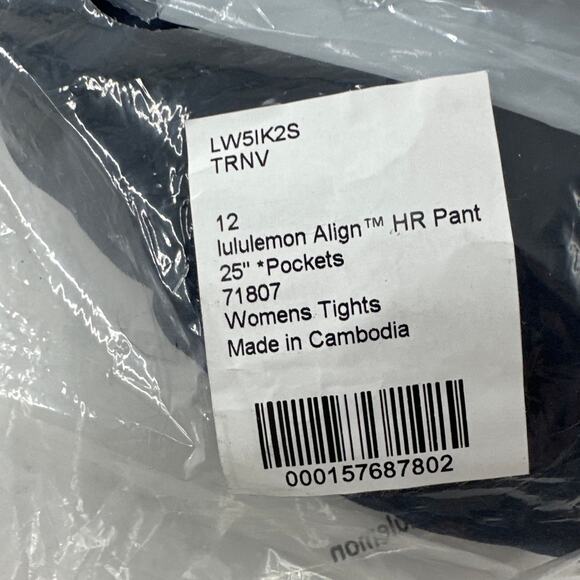 LW5IK2S
TRNV
12
lululemon Align™ HR Pant
25" *Pockets
71807
Womens Tights
Made in Cambodia
000157687802